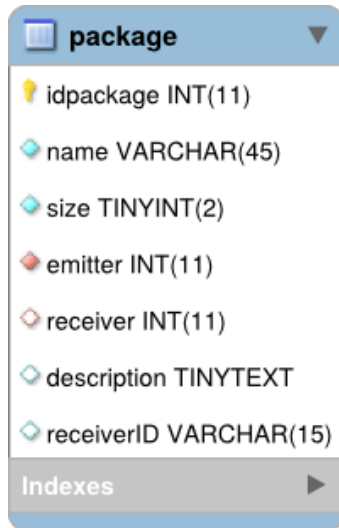 package
idpackage INT(11)
name VARCHAR(45)
size TINYINT(2)
emitter INT(11)
receiver INT(11)
description TINYTEXT
receiverID VARCHAR(15)
Indexes